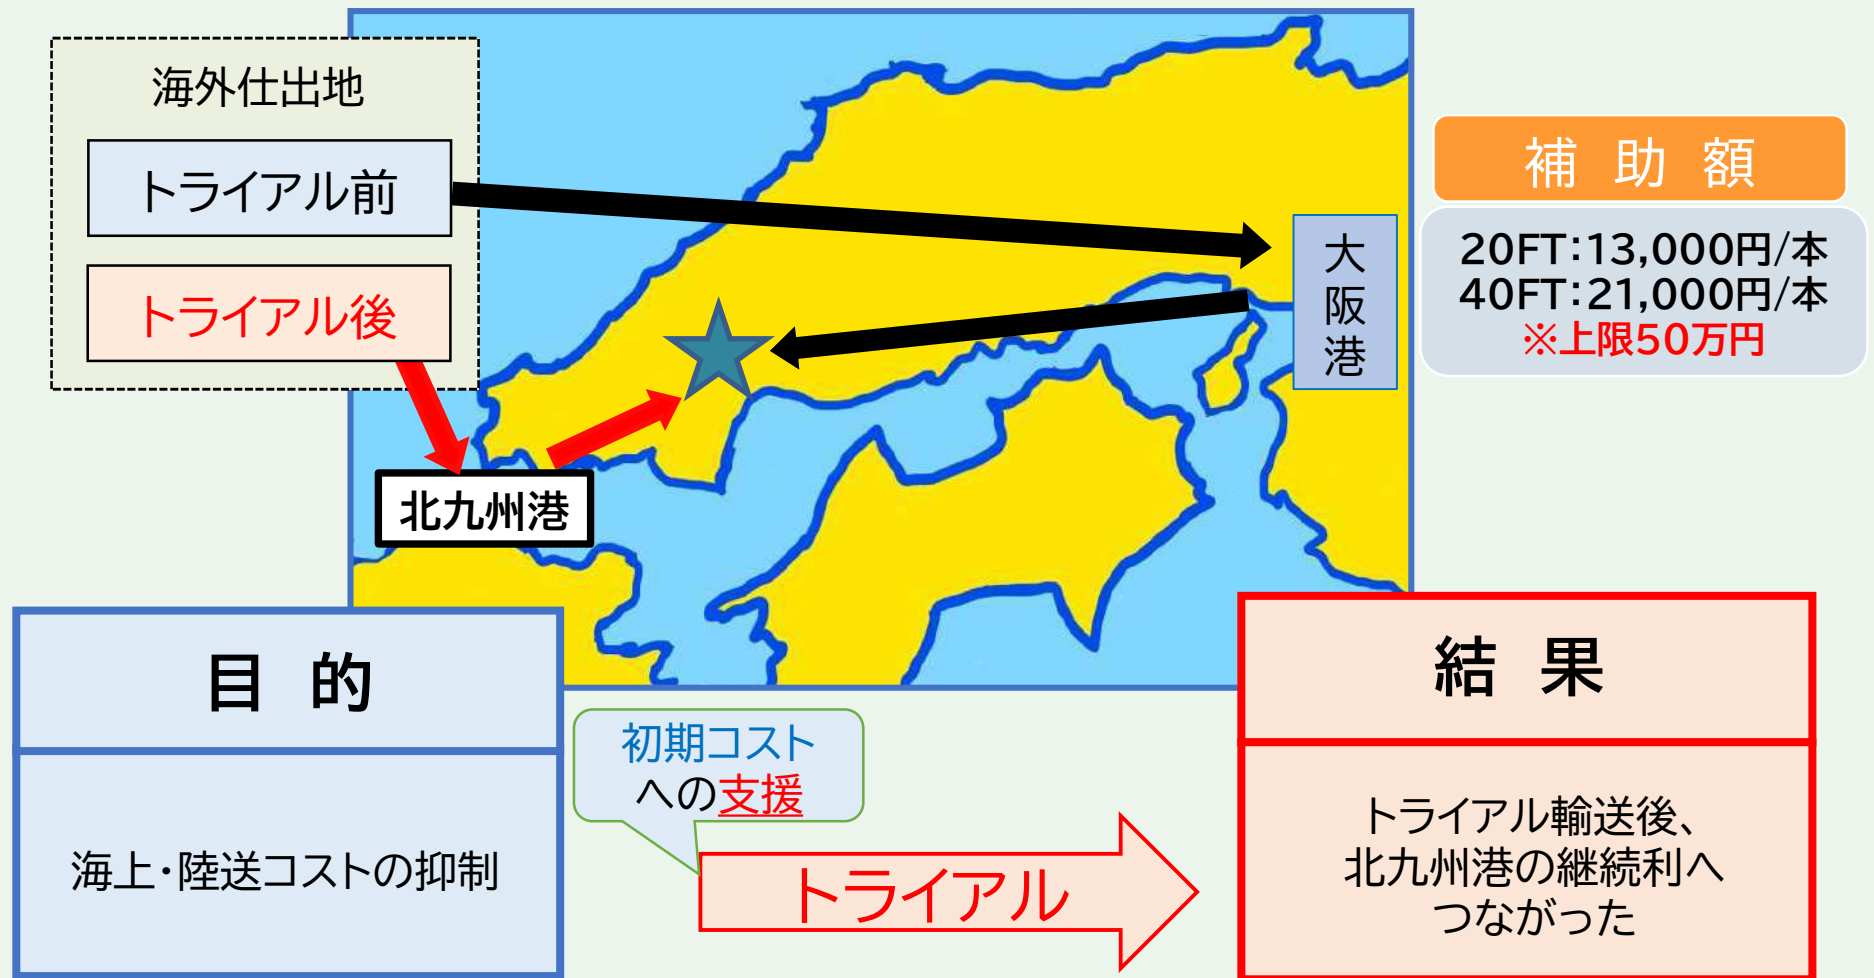 海外仕出地
トライアル前
トライアル後
大阪港
北九州港
補 助 額
20FT：13,000円/本
40FT：21,000円/本
※上限50万円
目 的
海上・陸送コストの抑制
初期コスト
への支援
トライアル
結 果
トライアル輸送後、
北九州港の継続利へ
つながった